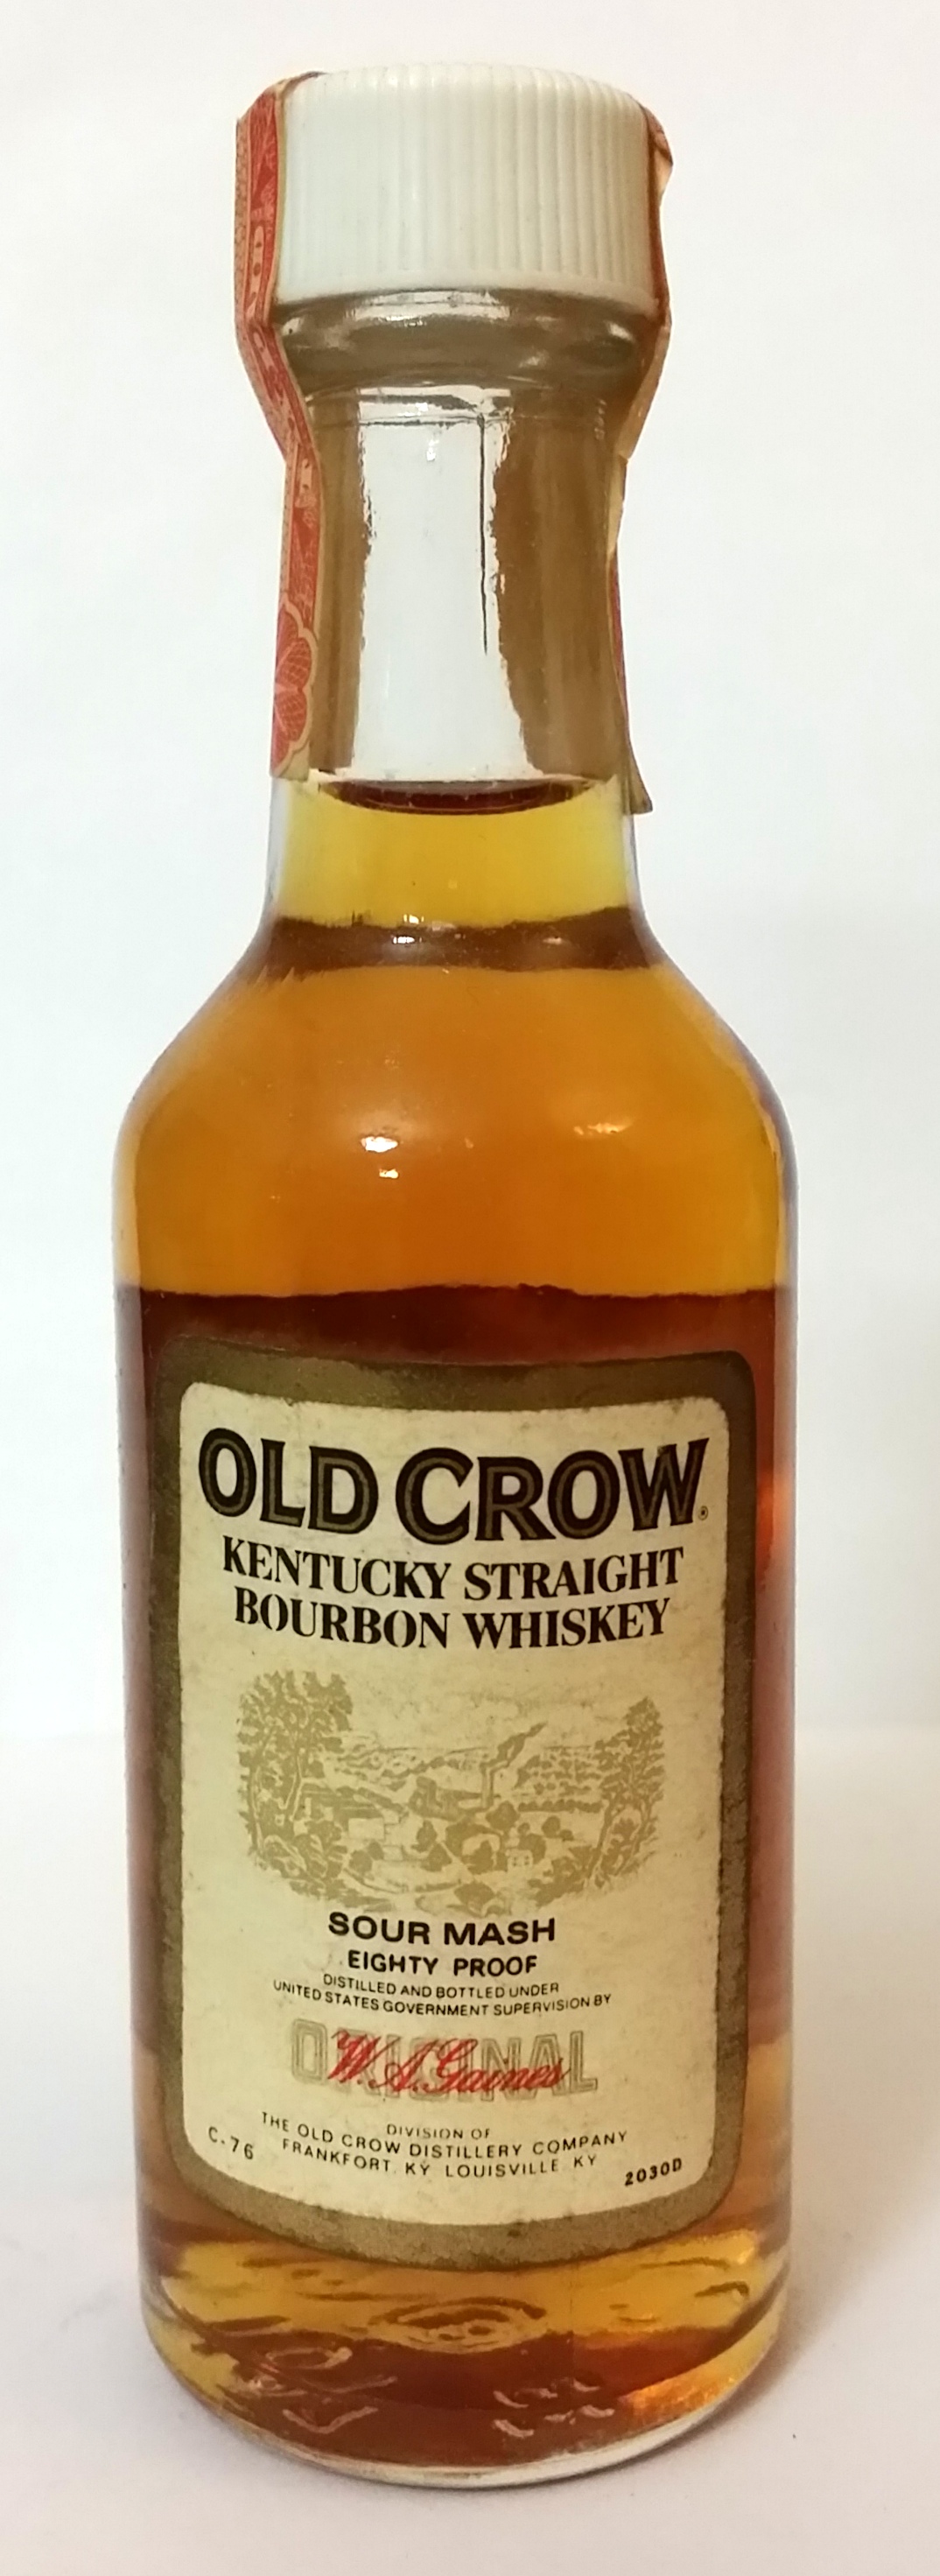 OLD CROW®
KENTUCKY STRAIGHT
BOURBON WHISKEY
SOUR MASH
EIGHTY PROOF
DISTILLED AND BOTTLED UNDER
UNITED STATES GOVERNMENT SUPERVISION BY
ORIGINAL
W.A.Gaines
DIVISION OF
THE OLD CROW DISTILLERY COMPANY
FRANKFORT, KY LOUISVILLE KY
C-76
2030D